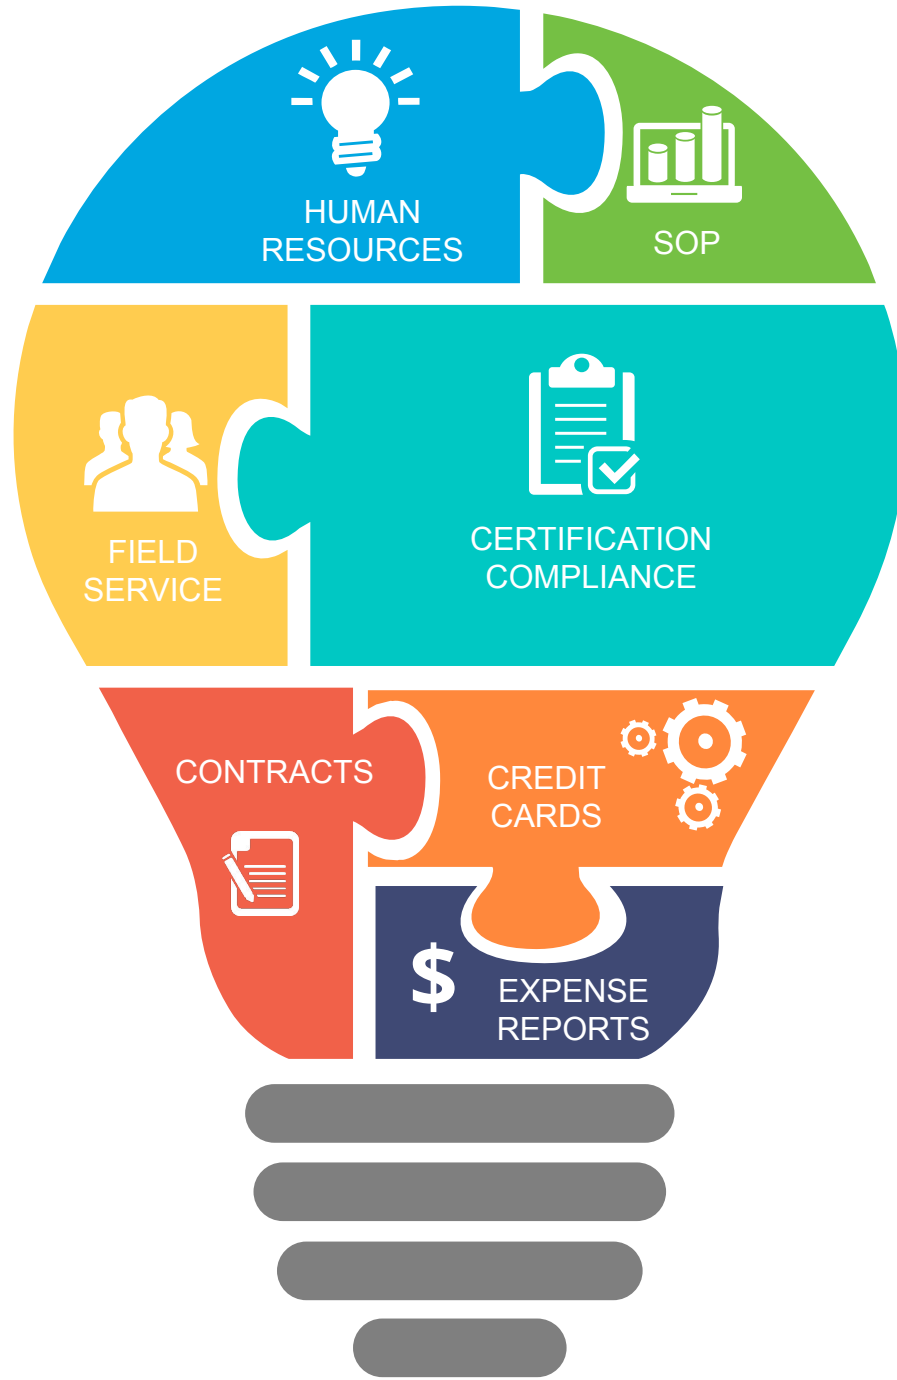 HUMAN
RESOURCES
SOP
FIELD
SERVICE
CERTIFICATION
COMPLIANCE
CONTRACTS
CREDIT
CARDS
$
EXPENSE
REPORTS